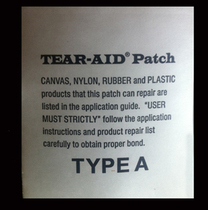 TEAR-AID® Patch
CANVAS, NYLON, RUBBER and PLASTIC
products that this patch can repair are
listed in the application guide. "USER
MUST STRICTLY" follow the application
instructions and product repair list
carefully to obtain proper bond.
TYPE A